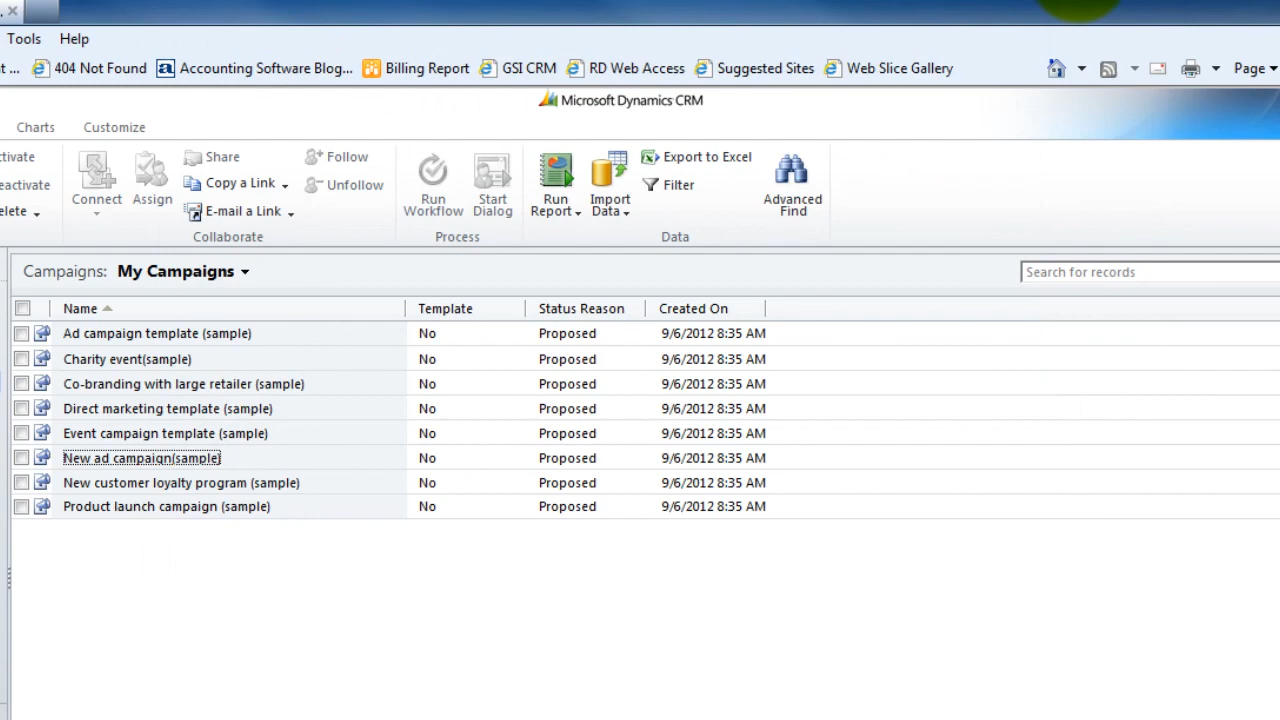 Tools Help
t ... 404 Not Found Accounting Software Blog... Billing Report GSI CRM RD Web Access Suggested Sites Web Slice Gallery Page
Microsoft Dynamics CRM
Charts Customize
tivate
eactivate
elete
Connect
Assign
Share
Copy a Link
E-mail a Link
Follow
Unfollow
Collaborate
Run
Workflow
Start
Dialog
Process
Run
Report
Import
Data
Export to Excel
Filter
Advanced
Find
Data
Campaigns: My Campaigns Search for records
Name Template Status Reason Created On
Ad campaign template (sample) No Proposed 9/6/2012 8:35 AM
Charity event(sample) No Proposed 9/6/2012 8:35 AM
Co-branding with large retailer (sample) No Proposed 9/6/2012 8:35 AM
Direct marketing template (sample) No Proposed 9/6/2012 8:35 AM
Event campaign template (sample) No Proposed 9/6/2012 8:35 AM
New ad campaign(sample) No Proposed 9/6/2012 8:35 AM
New customer loyalty program (sample) No Proposed 9/6/2012 8:35 AM
Product launch campaign (sample) No Proposed 9/6/2012 8:35 AM